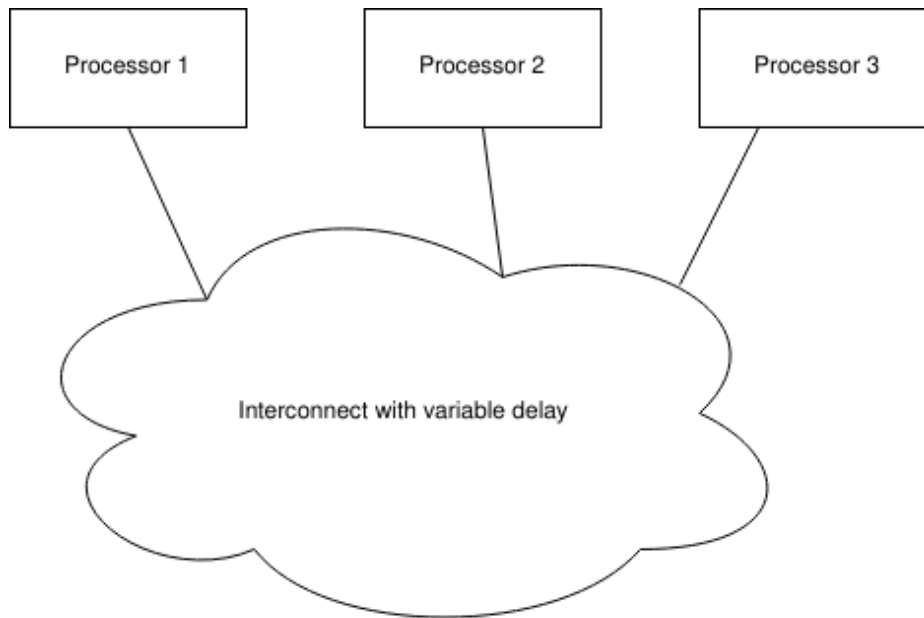 Processor 1
Processor 2
Processor 3
Interconnect with variable delay